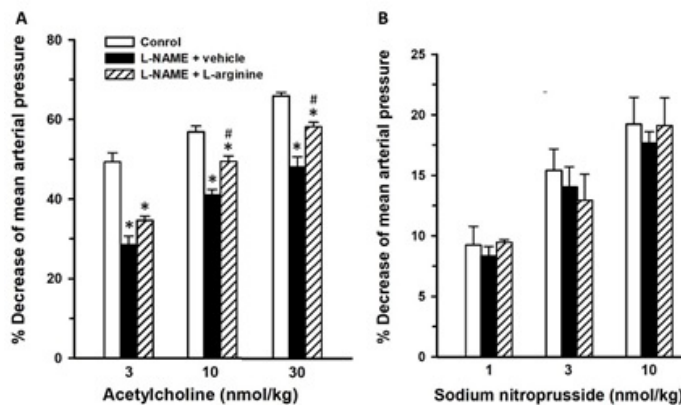 A
Conrol
L-NAME + vehicle
L-NAME + L-arginine
% Decrease of mean arterial pressure
80
60
40
20
0
* *
* # *
* # *
3 10 30
Acetylcholine (nmol/kg)
B
% Decrease of mean arterial pressure
25
20
15
10
5
0
1 3 10
Sodium nitroprusside (nmol/kg)